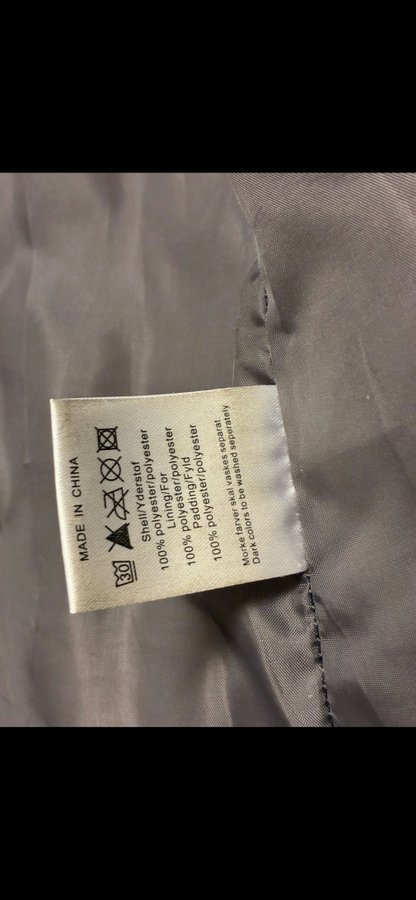 MADE IN CHINA
30
Shell/Yderstof
100% polyester/polyester
Lining/For
100% polyester/polyester
Padding/Fyld
100% polyester/polyester
Morke farver skal vaskes separat
Dark colors to be washed seperately